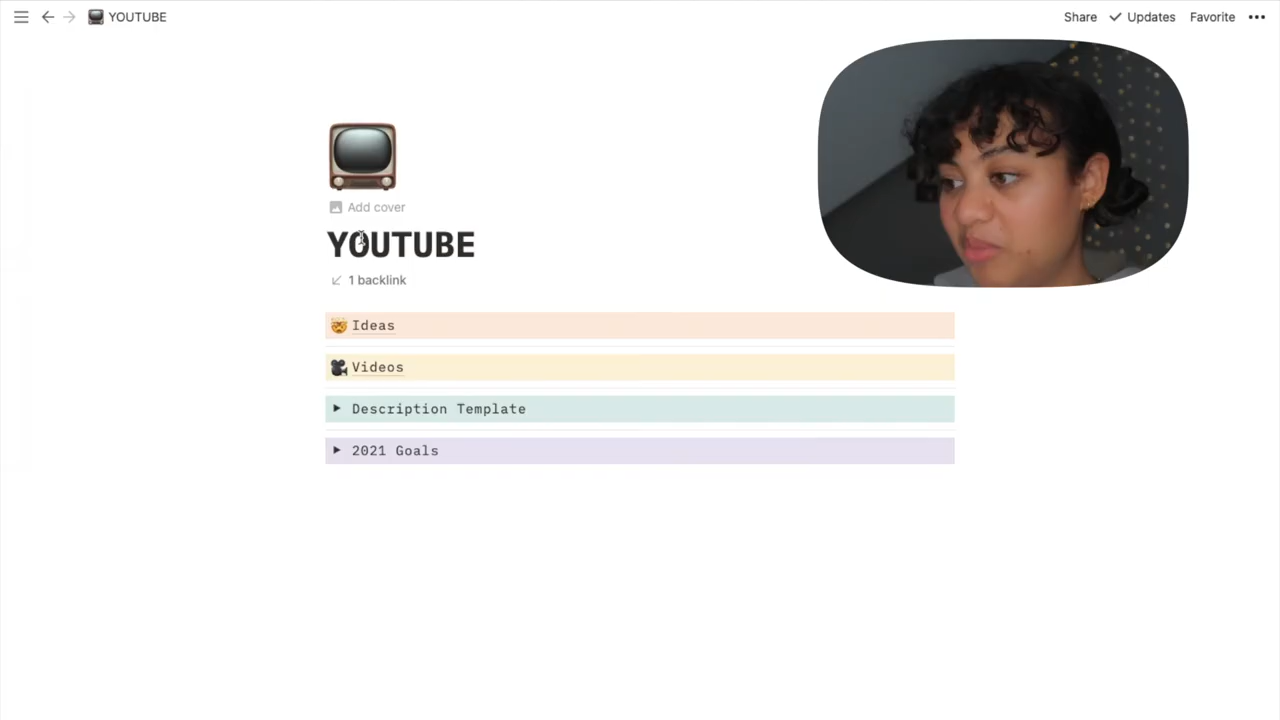 YOUTUBE
Share
Updates
Favorite
Add cover
YOUTUBE
1 backlink
Ideas
Videos
Description Template
2021 Goals